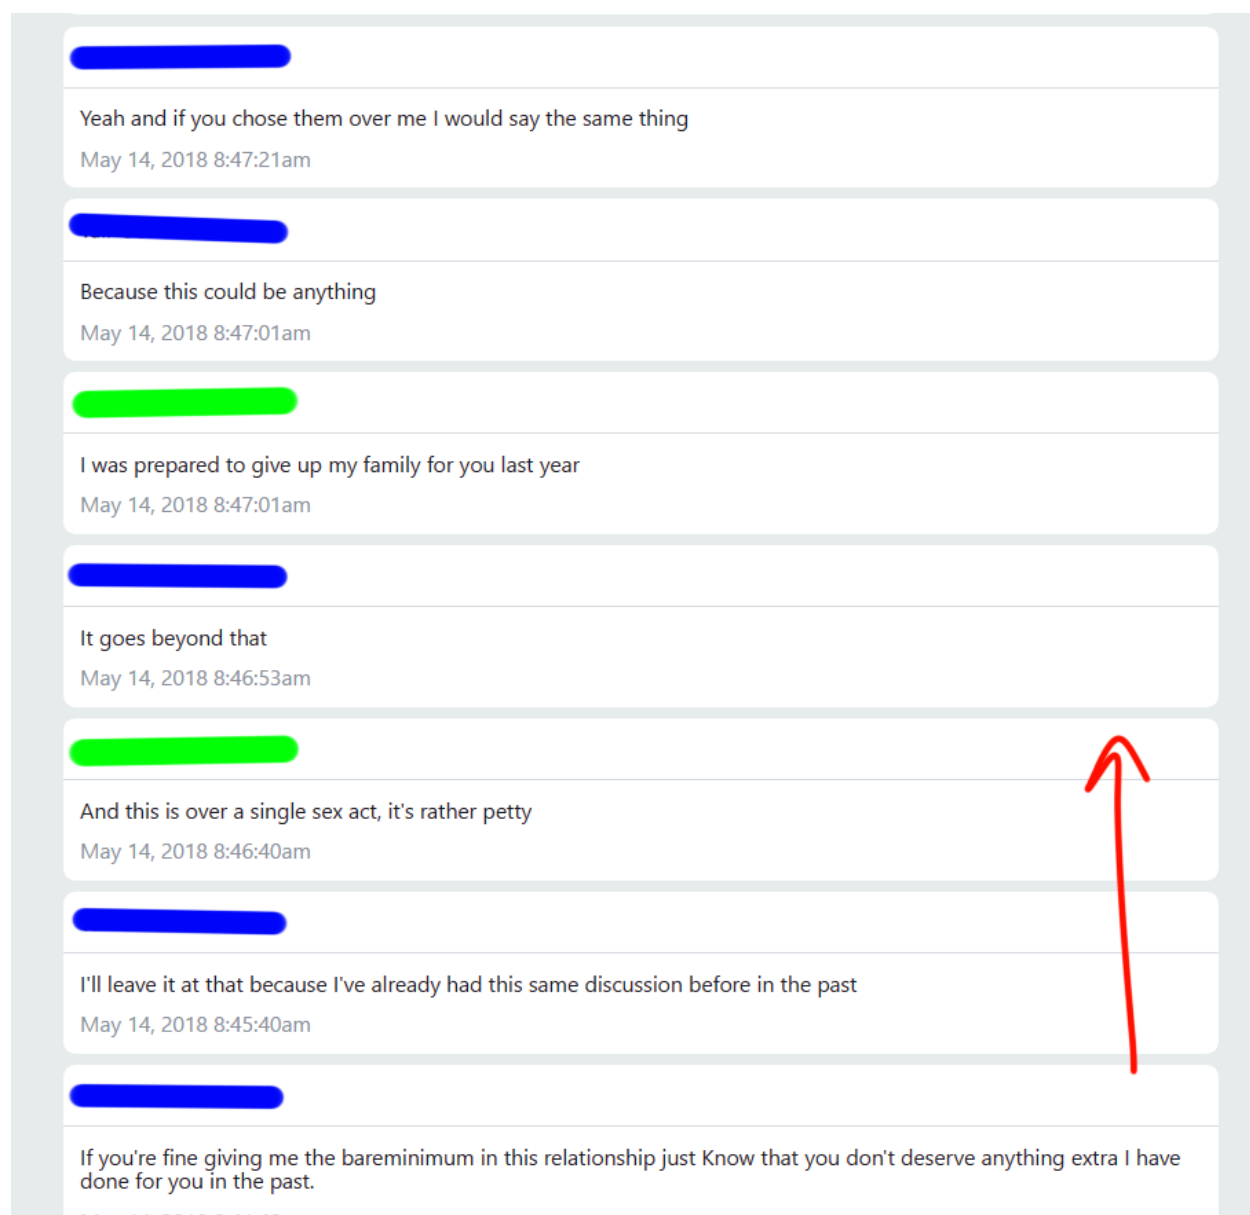 Yeah and if you chose them over me I would say the same thing
May 14, 2018 8:47:21am
Because this could be anything
May 14, 2018 8:47:01am
I was prepared to give up my family for you last year
May 14, 2018 8:47:01am
It goes beyond that
May 14, 2018 8:46:53am
And this is over a single sex act, it's rather petty
May 14, 2018 8:46:40am
I'll leave it at that because I've already had this same discussion before in the past
May 14, 2018 8:45:40am
If you're fine giving me the bareminimum in this relationship just Know that you don't deserve anything extra I have
done for you in the past.